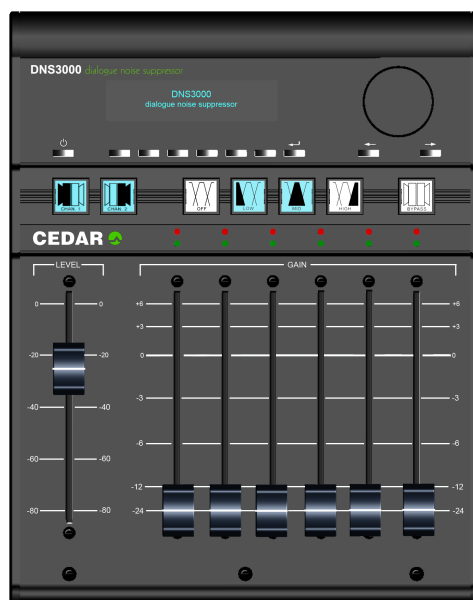 DNS3000 dialogue noise suppressor
DNS3000
dialogue noise suppressor
CHAN 1
CHAN 2
OFF
LOW
MID
HIGH
BYPASS
CEDAR
LEVEL
GAIN
0 0
-20 -20
-40 -40
-60 -60
-80 -80
+6 +6
+3 +3
0 0
-3 -3
-6 -6
-12 -12
-24 -24